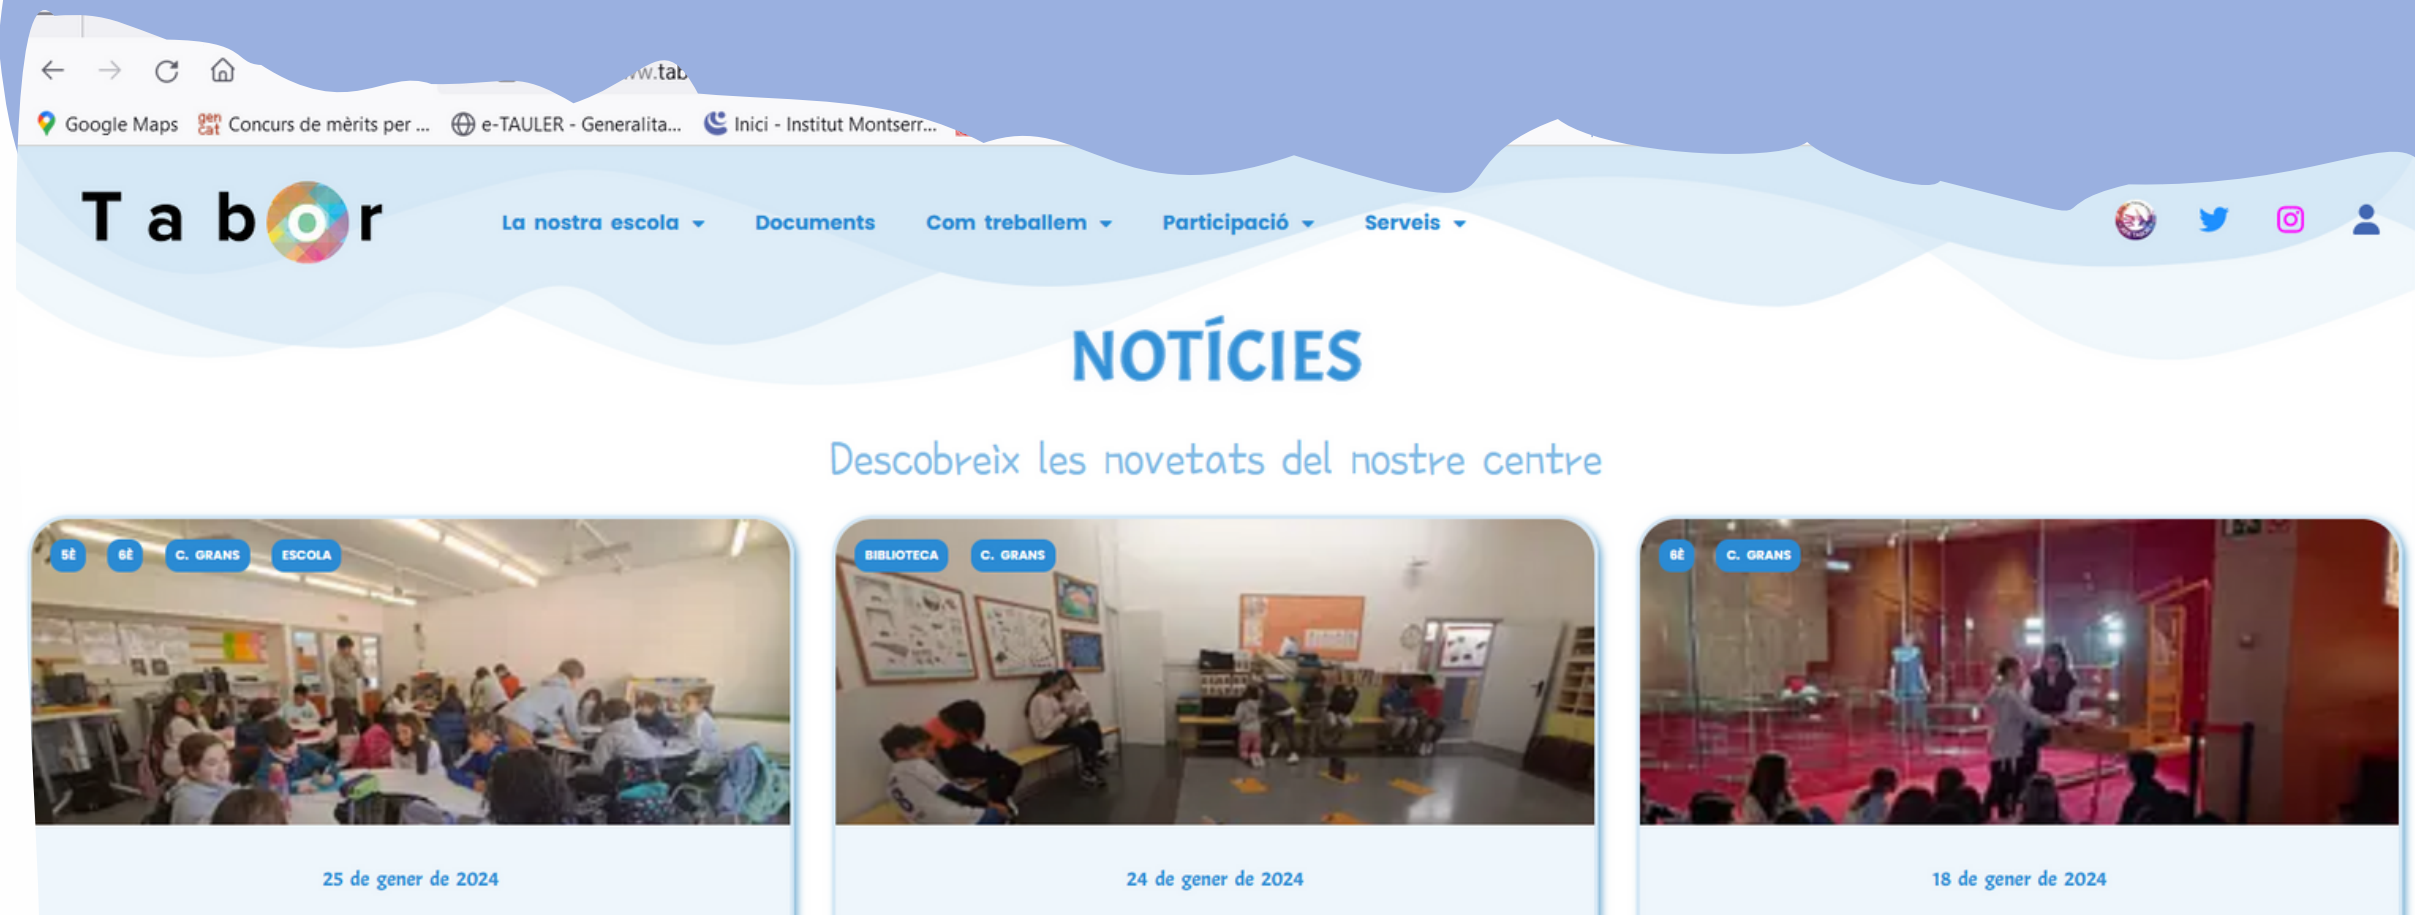 w.tab
Google Maps
Concurs de mèrits per ...
e-TAULER - Generalita...
Inici - Institut Montserr...
Tabor
La nostra escola
Documents
Com treballem
Participació
Serveis
NOTÍCIES
Descobreix les novetats del nostre centre
5È
6È
C. GRANS
ESCOLA
BIBLIOTECA
C. GRANS
6È
C. GRANS
25 de gener de 2024
24 de gener de 2024
18 de gener de 2024